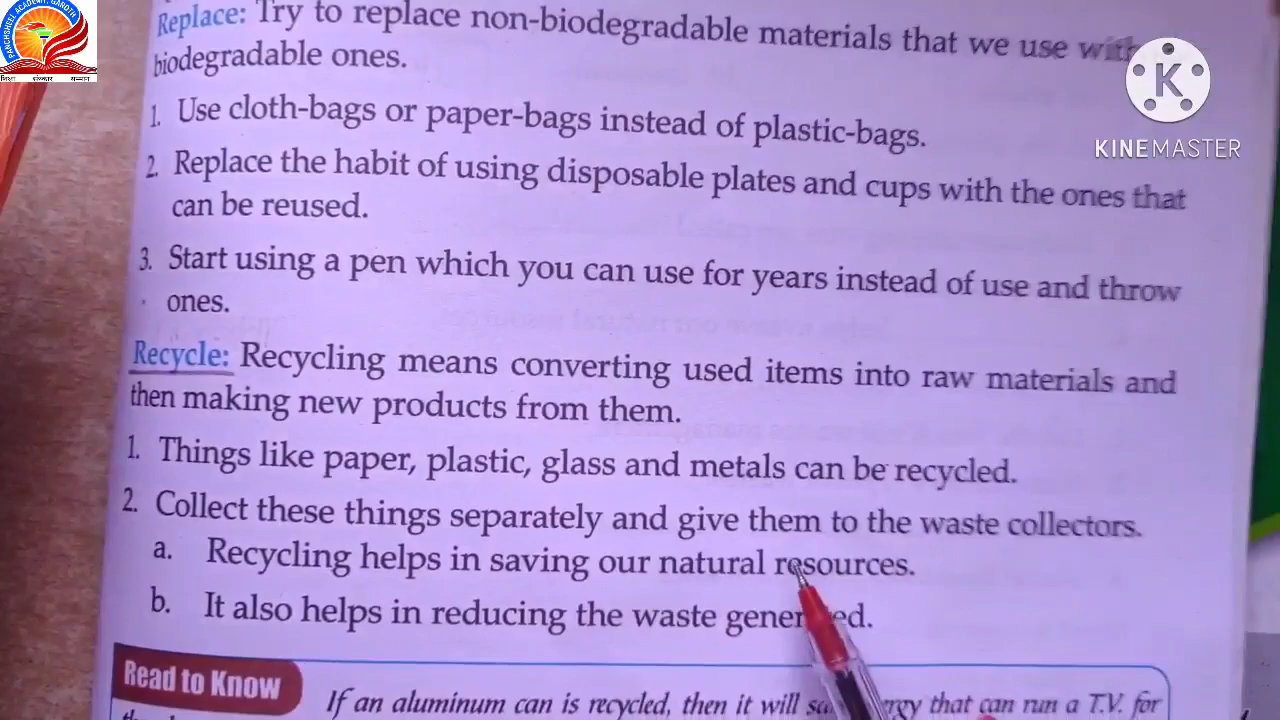 PANCHSHEEL ACADEMY, GAROTH
शिक्षा संस्कार सम्मान
Replace: Try to replace non-biodegradable materials that we use with
biodegradable ones.
K
KINEMASTER
1. Use cloth-bags or paper-bags instead of plastic-bags.
2. Replace the habit of using disposable plates and cups with the ones that
can be reused.
3. Start using a pen which you can use for years instead of use and throw
ones.
Recycle: Recycling means converting used items into raw materials and
then making new products from them.
1. Things like paper, plastic, glass and metals can be recycled.
2. Collect these things separately and give them to the waste collectors.
a. Recycling helps in saving our natural resources.
b. It also helps in reducing the waste generated.
Read to Know
If an aluminum can is recycled, then it will that can run a T.V. for